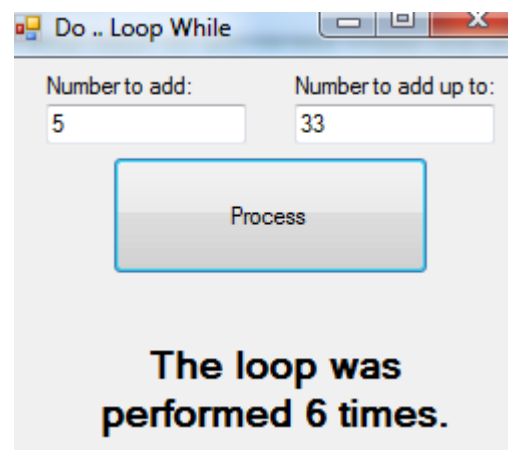 Do .. Loop While
Number to add: Number to add up to:
5 33
Process
The loop was
performed 6 times.